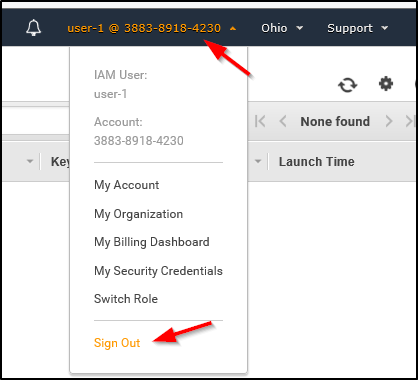 user-1 @ 3883-8918-4230 Ohio Support
IAM User:
user-1
Account:
3883-8918-4230
None found
Key
Launch Time
My Account
My Organization
My Billing Dashboard
My Security Credentials
Switch Role
Sign Out